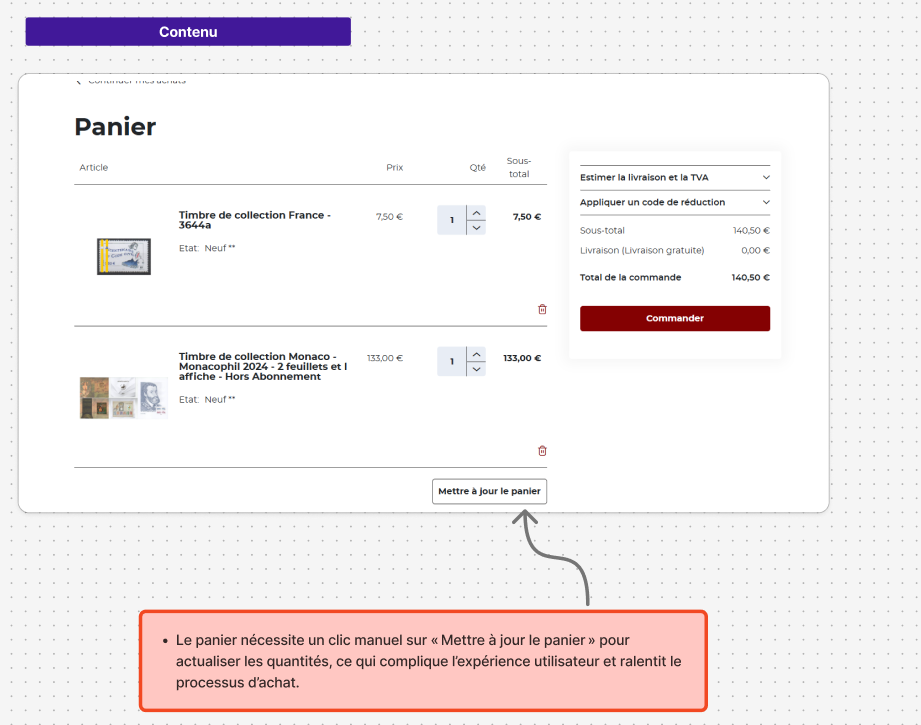 Contenu
Continuer mes achats
Panier
Article Prix Qté Sous-total
Timbre de collection France -
3644a
7,50 € 1 7,50 €
Etat: Neuf **
Timbre de collection Monaco -
Monacophil 2024 - 2 feuillets et l
affiche - Hors Abonnement
133,00 € 1 133,00 €
Etat: Neuf **
Mettre à jour le panier
Estimer la livraison et la TVA
Appliquer un code de réduction
Sous-total 140,50 €
Livraison (Livraison gratuite) 0,00 €
Total de la commande 140,50 €
Commander
• Le panier nécessite un clic manuel sur « Mettre à jour le panier » pour
actualiser les quantités, ce qui complique l'expérience utilisateur et ralentit le
processus d'achat.